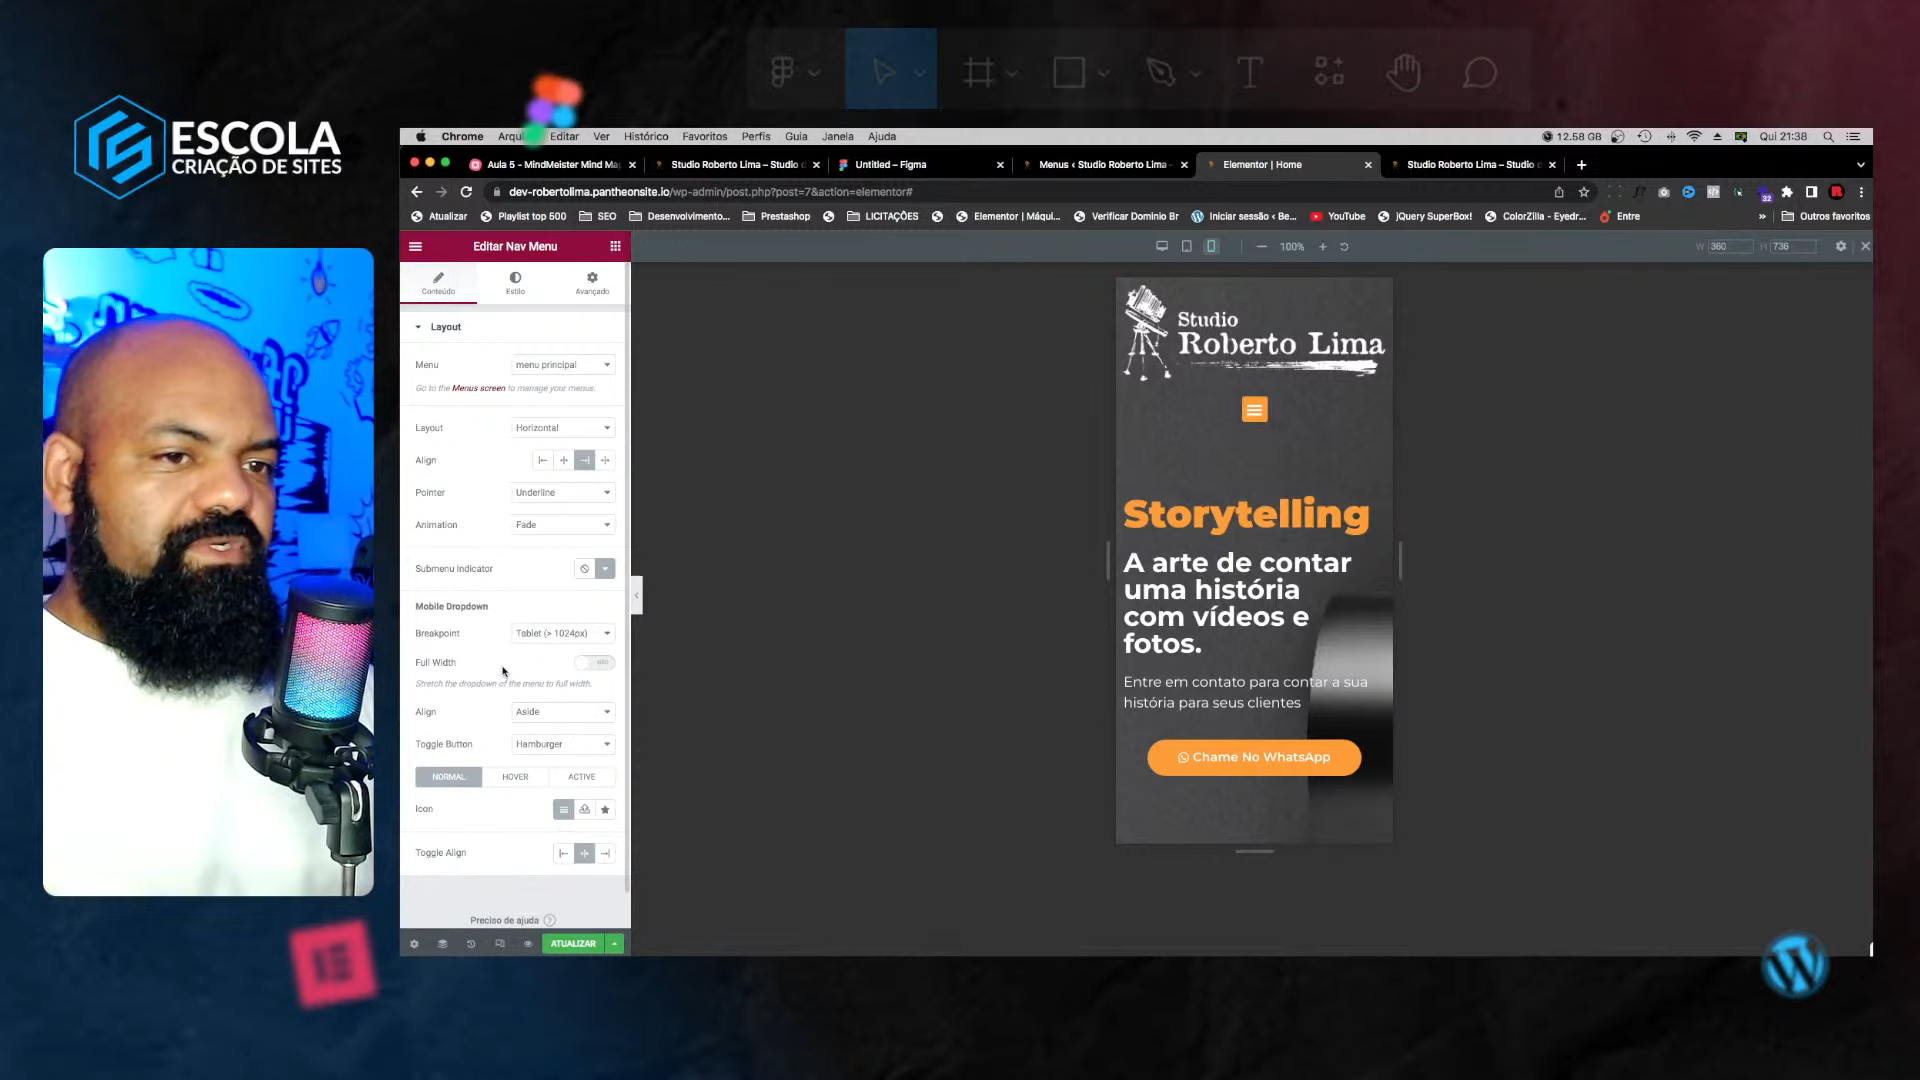 ESCOLA
CRIAÇÃO DE SITES
Chrome Arqui Editar Ver Histórico Favoritos Perfis Guia Janela Ajuda 12.58 GB Qui 21:38
Aula 5 - MindMeister Mind Ma Studio Roberto Lima – Studio d Untitled – Figma Menus ‹ Studio Roberto Lima – Elementor | Home Studio Roberto Lima – Studio d
dev-robertolima.pantheonsite.io/wp-admin/post.php?post=7&action=elementor#
32
Atualizar Playlist top 500 SEO Desenvolvimento... Prestashop LICITAÇÕES Elementor | Máqui... Verificar Dominio Br Iniciar sessão ‹ Be... YouTube jQuery SuperBox! ColorZilla - Eyedr... Entre » Outros favoritos
Editar Nav Menu
100%
W 360 H 736
Conteúdo Estilo Avançado
Layout
Menu menu principal
Go to the Menus screen to manage your menus.
Layout Horizontal
Align
Pointer Underline
Animation Fade
Submenu Indicator
Mobile Dropdown
Breakpoint Tablet (> 1024px)
Full Width NÃO
Stretch the dropdown of the menu to full width.
Align Aside
Toggle Button Hamburger
NORMAL HOVER ACTIVE
Icon
Toggle Align
Preciso de ajuda
ATUALIZAR
Studio
Roberto Lima
Storytelling
A arte de contar
uma história
com vídeos e
fotos.
Entre em contato para contar a sua
história para seus clientes
Chame No WhatsApp